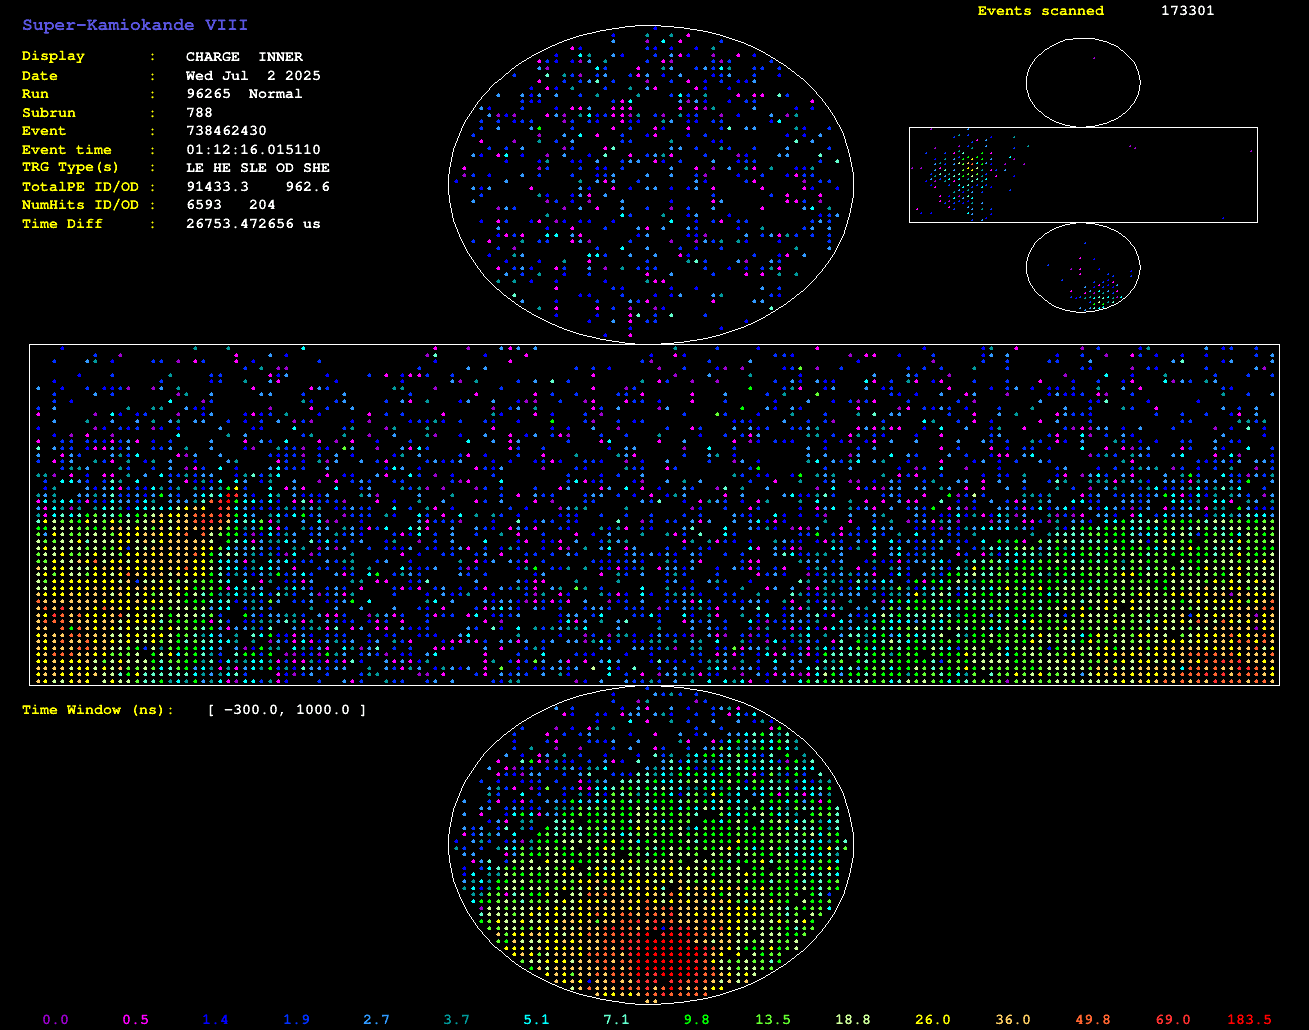 Super-Kamiokande VIII
Display : CHARGE INNER
Date : Wed Jul 2 2025
Run : 96265 Normal
Subrun : 788
Event : 738462430
Event time : 01:12:16.015110
TRG Type(s) : LE HE SLE OD SHE
TotalPE ID/OD : 91433.3 962.6
NumHits ID/OD : 6593 204
Time Diff : 26753.472656 us
Events scanned 173301
Time Window (ns): [ -300.0, 1000.0 ]
0.0 0.5 1.4 1.9 2.7 3.7 5.1 7.1 9.8 13.5 18.8 26.0 36.0 49.8 69.0 183.5